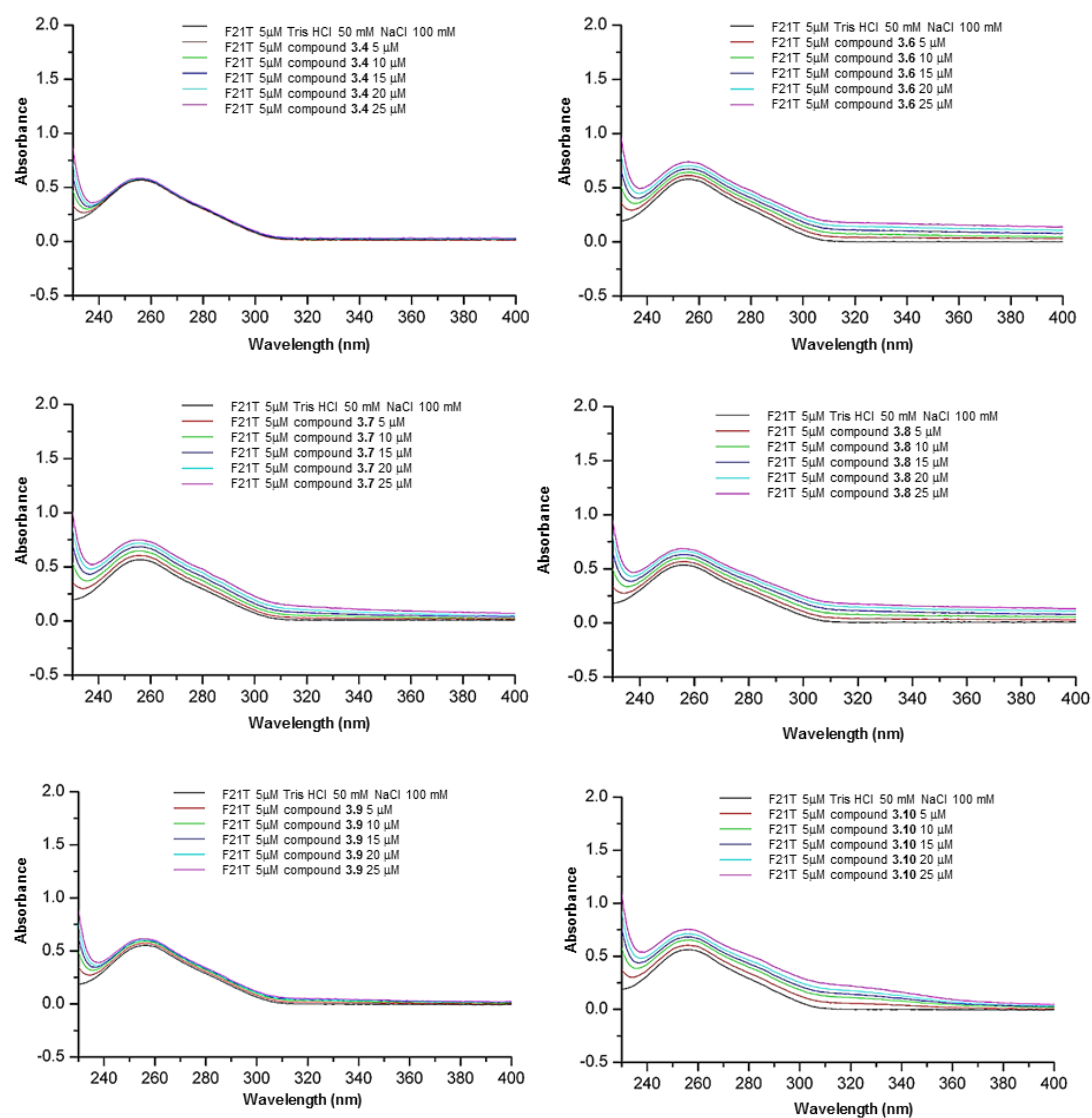 2.0
1.5
1.0
0.5
0.0
-0.5
Absorbance
F21T 5μM Tris HCl 50 mM NaCl 100 mM
F21T 5μM compound 3.4 5 μM
F21T 5μM compound 3.4 10 μM
F21T 5μM compound 3.4 15 μM
F21T 5μM compound 3.4 20 μM
F21T 5μM compound 3.4 25 μM
240 260 280 300 320 340 360 380 400
Wavelength (nm)
2.0
1.5
1.0
0.5
0.0
-0.5
Absorbance
F21T 5μM Tris HCl 50 mM NaCl 100 mM
F21T 5μM compound 3.6 5 μM
F21T 5μM compound 3.6 10 μM
F21T 5μM compound 3.6 15 μM
F21T 5μM compound 3.6 20 μM
F21T 5μM compound 3.6 25 μM
240 260 280 300 320 340 360 380 400
Wavelength (nm)
2.0
1.5
1.0
0.5
0.0
-0.5
Absorbance
F21T 5μM Tris HCl 50 mM NaCl 100 mM
F21T 5μM compound 3.7 5 μM
F21T 5μM compound 3.7 10 μM
F21T 5μM compound 3.7 15 μM
F21T 5μM compound 3.7 20 μM
F21T 5μM compound 3.7 25 μM
240 260 280 300 320 340 360 380 400
Wavelength (nm)
2.0
1.5
1.0
0.5
0.0
-0.5
Absorbance
F21T 5μM Tris HCl 50 mM NaCl 100 mM
F21T 5μM compound 3.8 5 μM
F21T 5μM compound 3.8 10 μM
F21T 5μM compound 3.8 15 μM
F21T 5μM compound 3.8 20 μM
F21T 5μM compound 3.8 25 μM
240 260 280 300 320 340 360 380 400
Wavelength (nm)
2.0
1.5
1.0
0.5
0.0
-0.5
Absorbance
F21T 5μM Tris HCl 50 mM NaCl 100 mM
F21T 5μM compound 3.9 5 μM
F21T 5μM compound 3.9 10 μM
F21T 5μM compound 3.9 15 μM
F21T 5μM compound 3.9 20 μM
F21T 5μM compound 3.9 25 μM
240 260 280 300 320 340 360 380 400
Wavelength (nm)
2.0
1.5
1.0
0.5
0.0
-0.5
Absorbance
F21T 5μM Tris HCl 50 mM NaCl 100 mM
F21T 5μM compound 3.10 5 μM
F21T 5μM compound 3.10 10 μM
F21T 5μM compound 3.10 15 μM
F21T 5μM compound 3.10 20 μM
F21T 5μM compound 3.10 25 μM
240 260 280 300 320 340 360 380 400
Wavelength (nm)